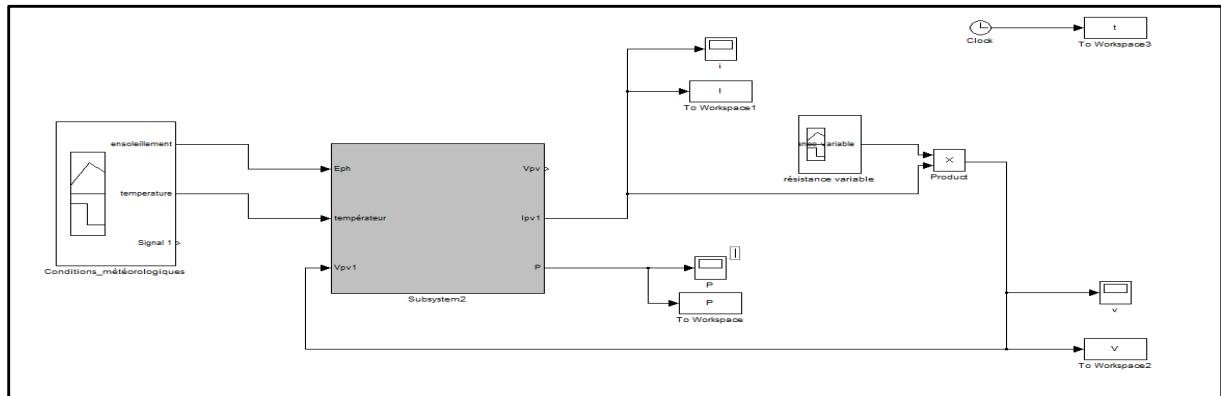 Clock
t
To Workspace3
i
I
To Workspace1
ensoleillement
temperature
Signal 1
Conditions_météorologiques
Eph
températeur
Vpv1
Vpv
Ipv1
P
Subsystem2
variable
résistance variable
×
Product
P
P
To Workspace
v
V
To Workspace2